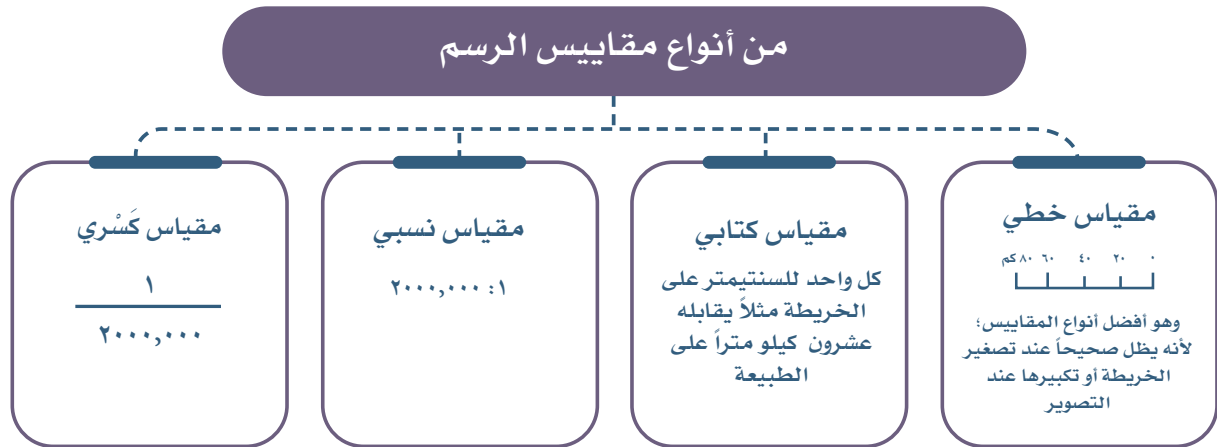 من أنواع مقاييس الرسم
مقياس خطي
٠ ٢٠ ٤٠ ٦٠ ٨٠ كم
وهو أفضل أنواع المقاييس؛
لأنه يظل صحيحاً عند تصغير
الخريطة أو تكبيرها عند
التصوير
مقياس كتابي
كل واحد للسنتيمتر على
الخريطة مثلاً يقابله
عشرون كيلو متراً على
الطبيعة
مقياس نسبي
١: ٢٠٠٠,٠٠٠
مقياس كَسْري
١
٢٠٠٠,٠٠٠